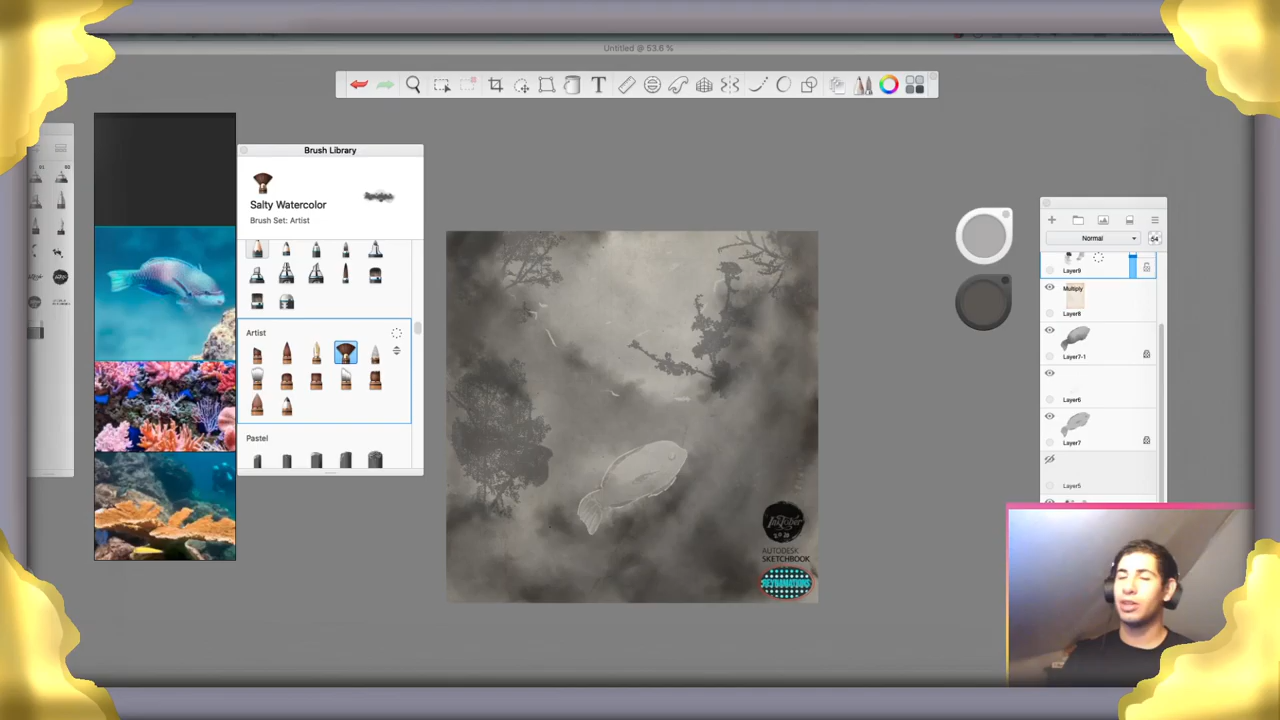 Untitled @ 53.6 %
T
Brush Library
Salty Watercolor
Brush Set: Artist
Artist
Pastel
Normal
54
Layer9
Multiply
Layer8
Layer7-1
Layer6
Layer7
Layer5
InkTober
AUTODESK
SKETCHBOOK